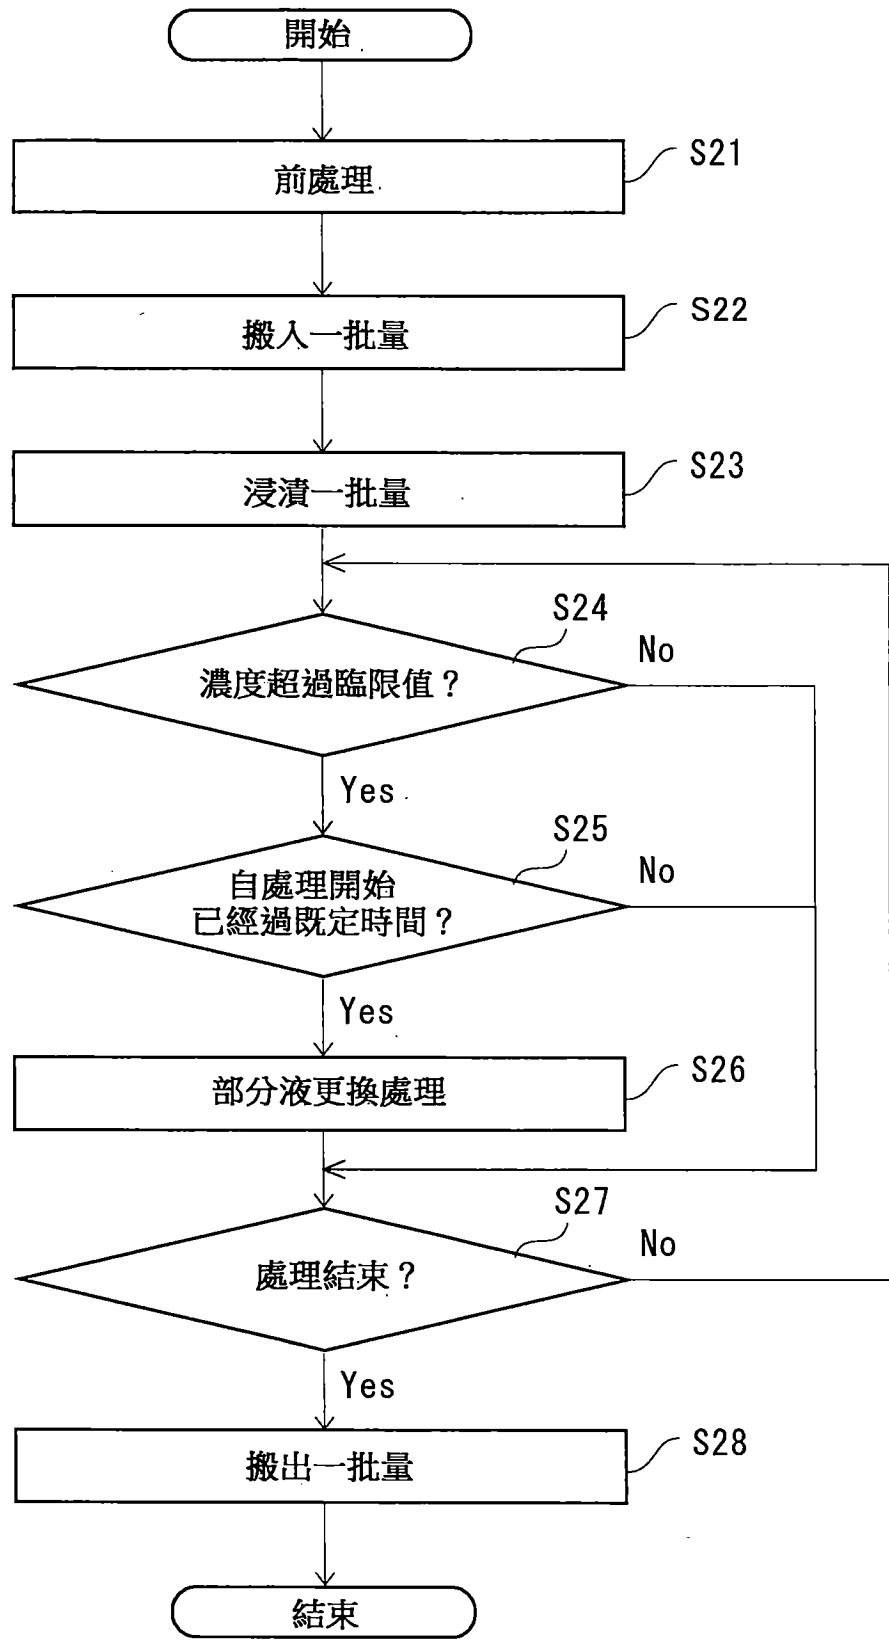 開始
S21
前處理
S22
搬入一批量
S23
浸漬一批量
S24
濃度超過臨限值?
No
Yes
S25
自處理開始
已經過既定時間?
No
Yes
S26
部分液更換處理
S27
處理結束?
No
Yes
S28
搬出一批量
結束